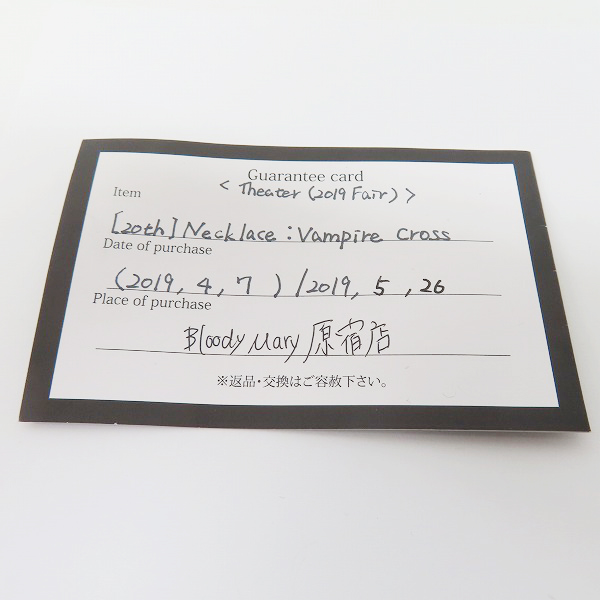 Guarantee card
< Theater (2019 Fair) >
Item
[20th] Necklace : Vampire Cross
Date of purchase
(2019, 4, 7 ) / 2019, 5, 26
Place of purchase
Bloody Mary 原宿店
※返品・交換はご容赦下さい。